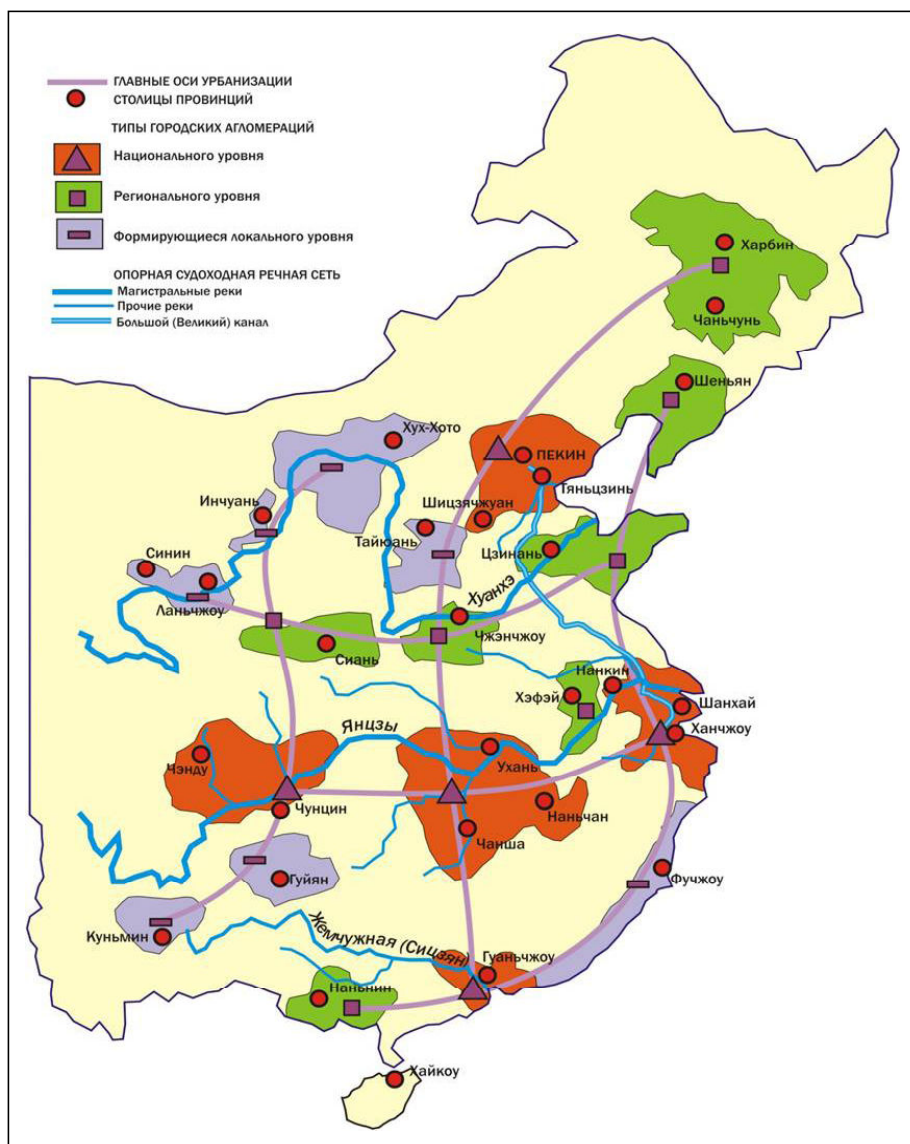 ГЛАВНЫЕ ОСИ УРБАНИЗАЦИИ
СТОЛИЦЫ ПРОВИНЦИЙ
ТИПЫ ГОРОДСКИХ АГЛОМЕРАЦИЙ
Национального уровня
Регионального уровня
Формирующиеся локального уровня
ОПОРНАЯ СУДОХОДНАЯ РЕЧНАЯ СЕТЬ
Магистральные реки
Прочие реки
Большой (Великий) канал
Харбин
Чаньчунь
Шеньян
Хух-Хото
ПЕКИН
Тяньцзинь
Инчуань
Шицзячжуан
Тайюань
Синин
Цзинань
Ланьчжоу
Хуанхэ
Чжэнчжоу
Сиань
Нанкин
Хэфэй
Шанхай
Ханчжоу
Янцзы
Чэнду
Ухань
Чунцин
Наньчан
Чанша
Гуйян
Фучжоу
Куньмин
Жемчужная (Сицзян)
Гуаньчжоу
Наньнин
Хайкоу